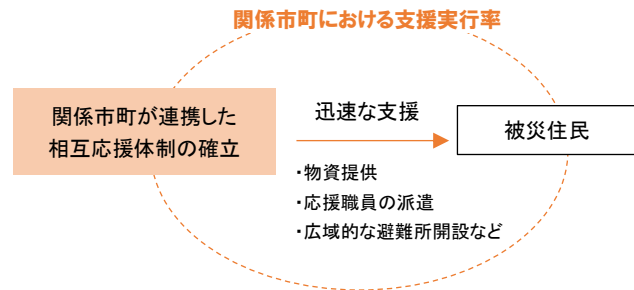 関係市町における支援実行率
関係市町が連携した
相互応援体制の確立
迅速な支援
被災住民
・物資提供
・応援職員の派遣
・広域的な避難所開設など